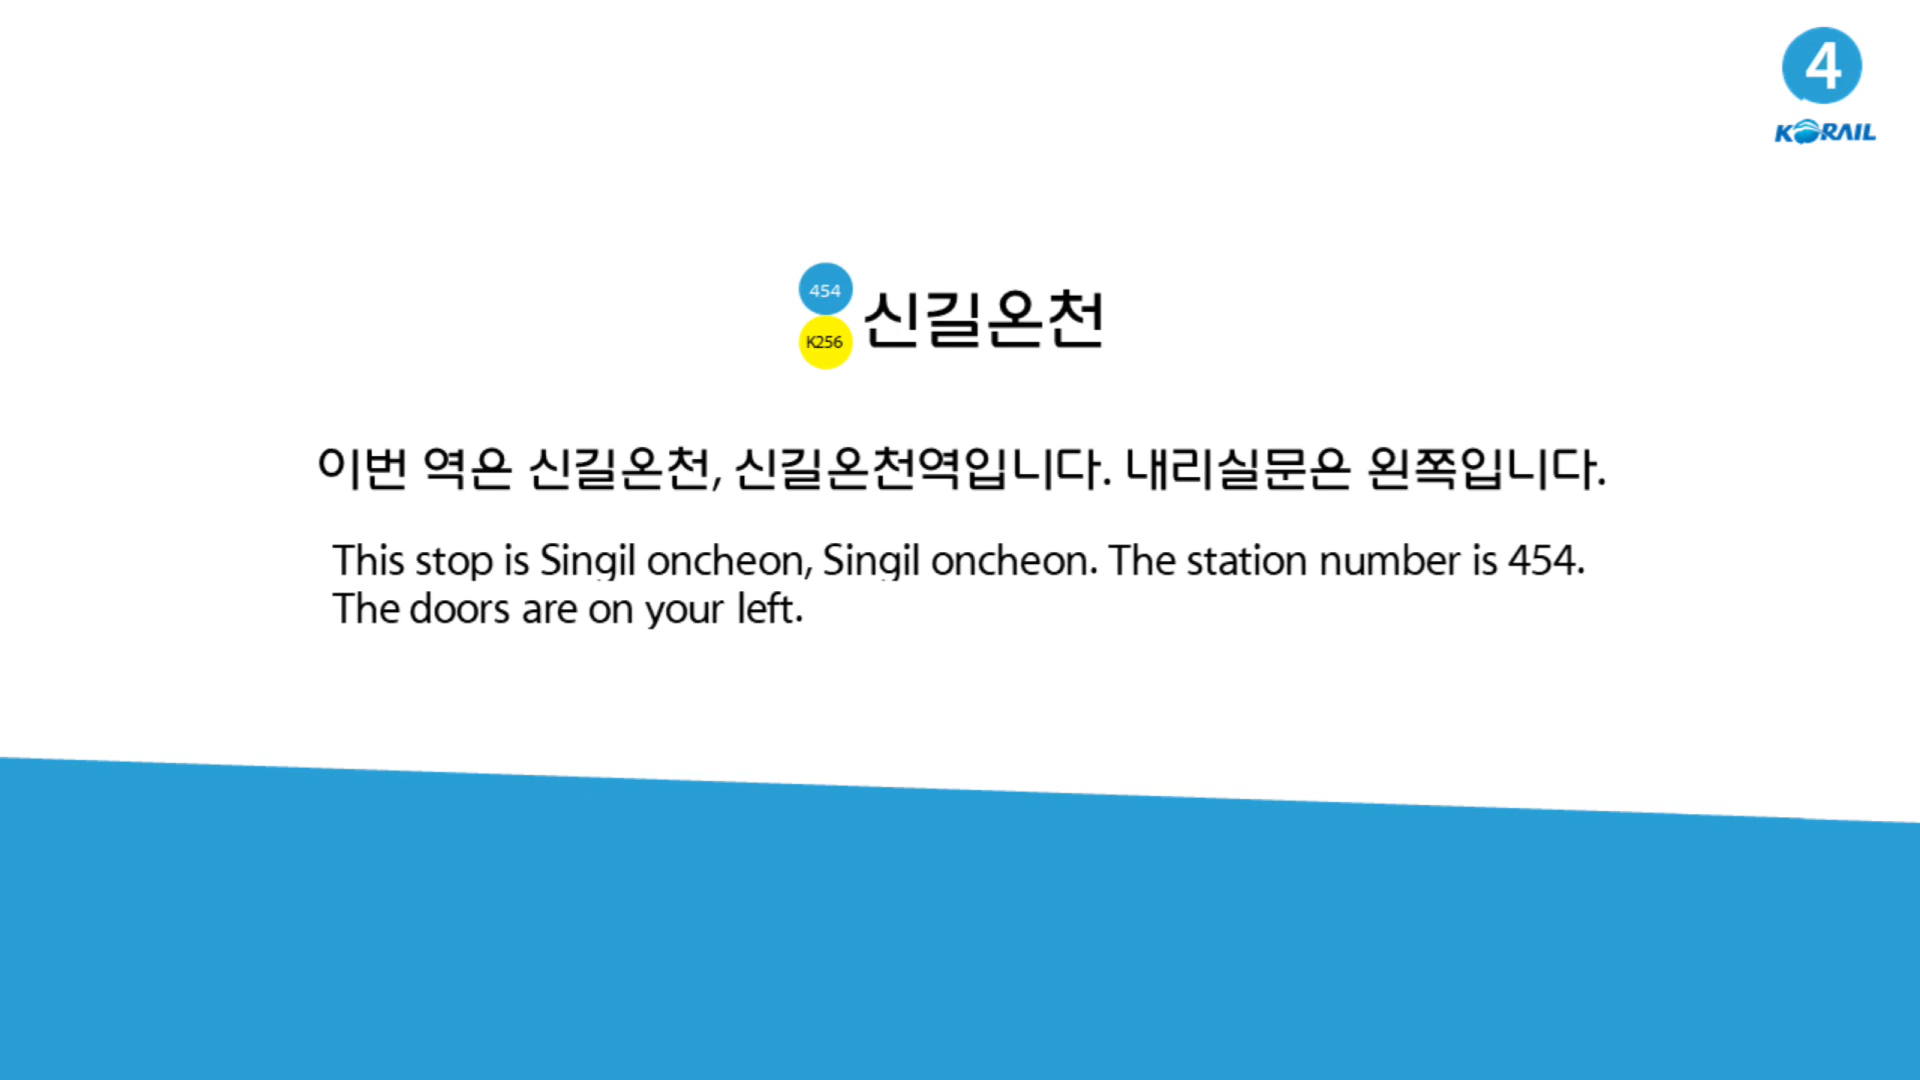 4
KORAIL
454
K256
신길온천
이번 역은 신길온천, 신길온천역입니다. 내리실문은 왼쪽입니다.
This stop is Singil oncheon, Singil oncheon. The station number is 454.
The doors are on your left.